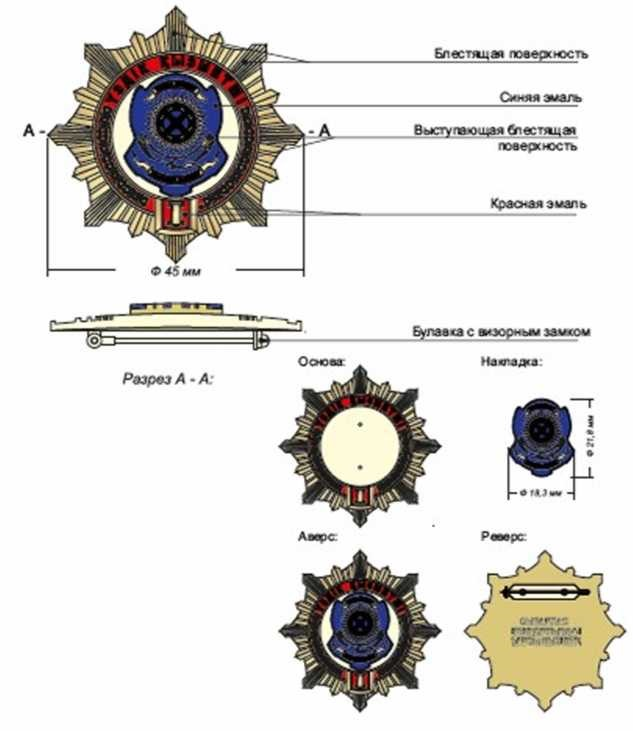 Блестящая поверхность
Синяя эмаль
А - - А
Выступающая блестящая
поверхность
Красная эмаль
Ф 45 мм
Булавка с визорным замком
Разрез А - А:
Основа:
Накладка:
Ф 21,8 мм
Ф 18,3 мм
Аверс:
Реверс: